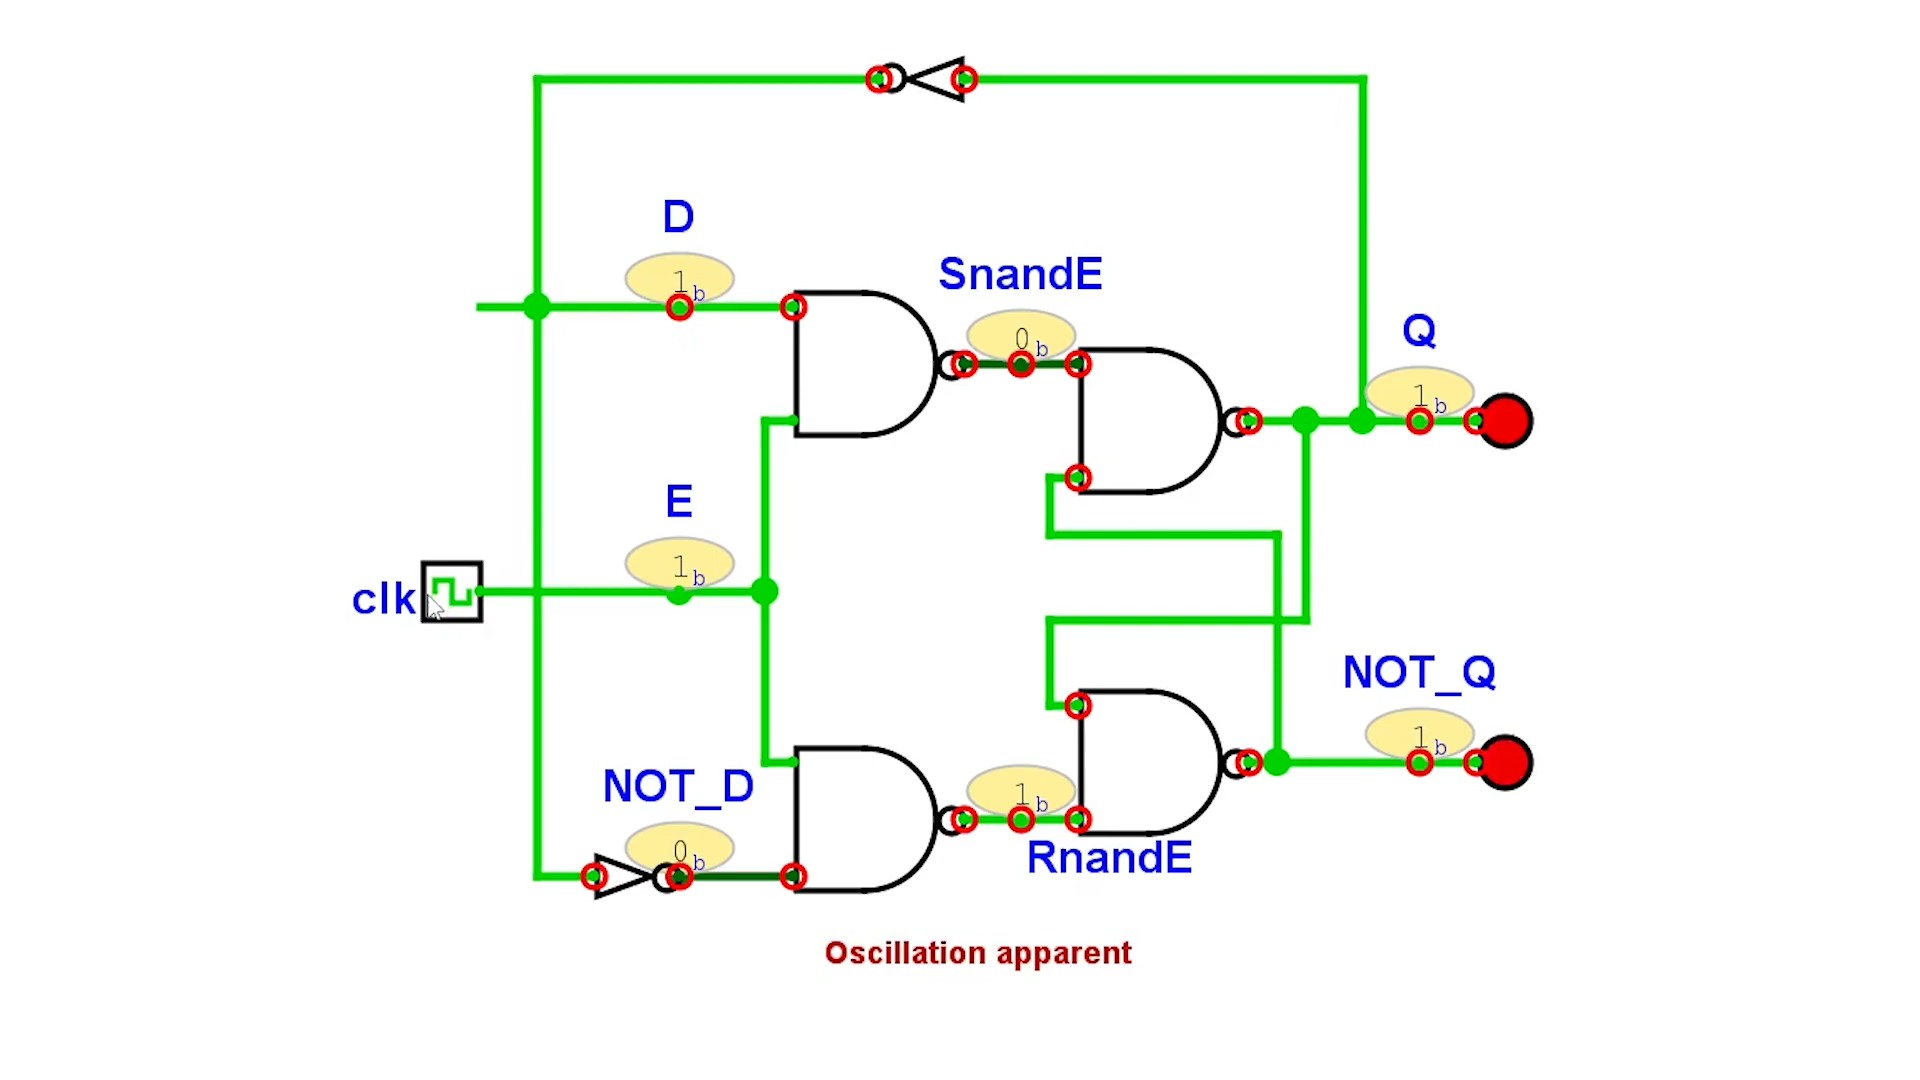 D
1b
SnandE
0b
Q
1b
E
1b
clk
NOT_Q
1b
NOT_D
0b
1b
RnandE
Oscillation apparent